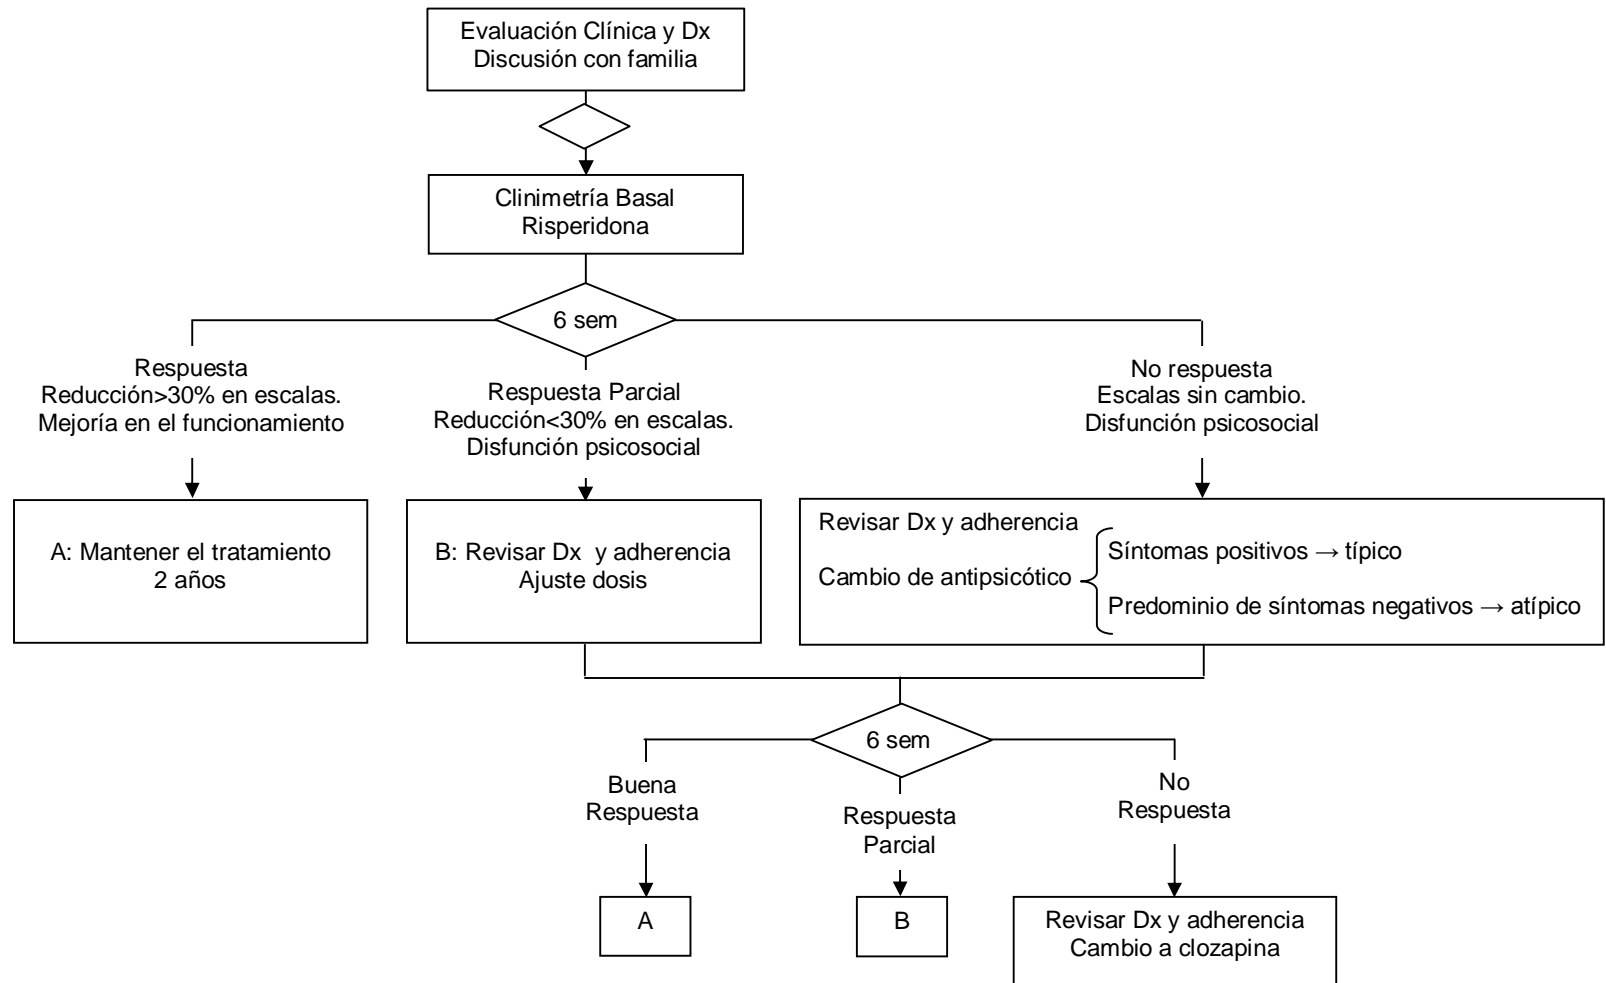 Evaluación Clínica y Dx
Discusión con familia
Clinimetría Basal
Risperidona
6 sem
Respuesta
Reducción>30% en escalas.
Mejoría en el funcionamiento
Respuesta Parcial
Reducción<30% en escalas.
Disfunción psicosocial
No respuesta
Escalas sin cambio.
Disfunción psicosocial
A: Mantener el tratamiento
2 años
B: Revisar Dx y adherencia
Ajuste dosis
Revisar Dx y adherencia
Cambio de antipsicótico
Síntomas positivos → típico
Predominio de síntomas negativos → atípico
6 sem
Buena
Respuesta
Respuesta
Parcial
No
Respuesta
A
B
Revisar Dx y adherencia
Cambio a clozapina